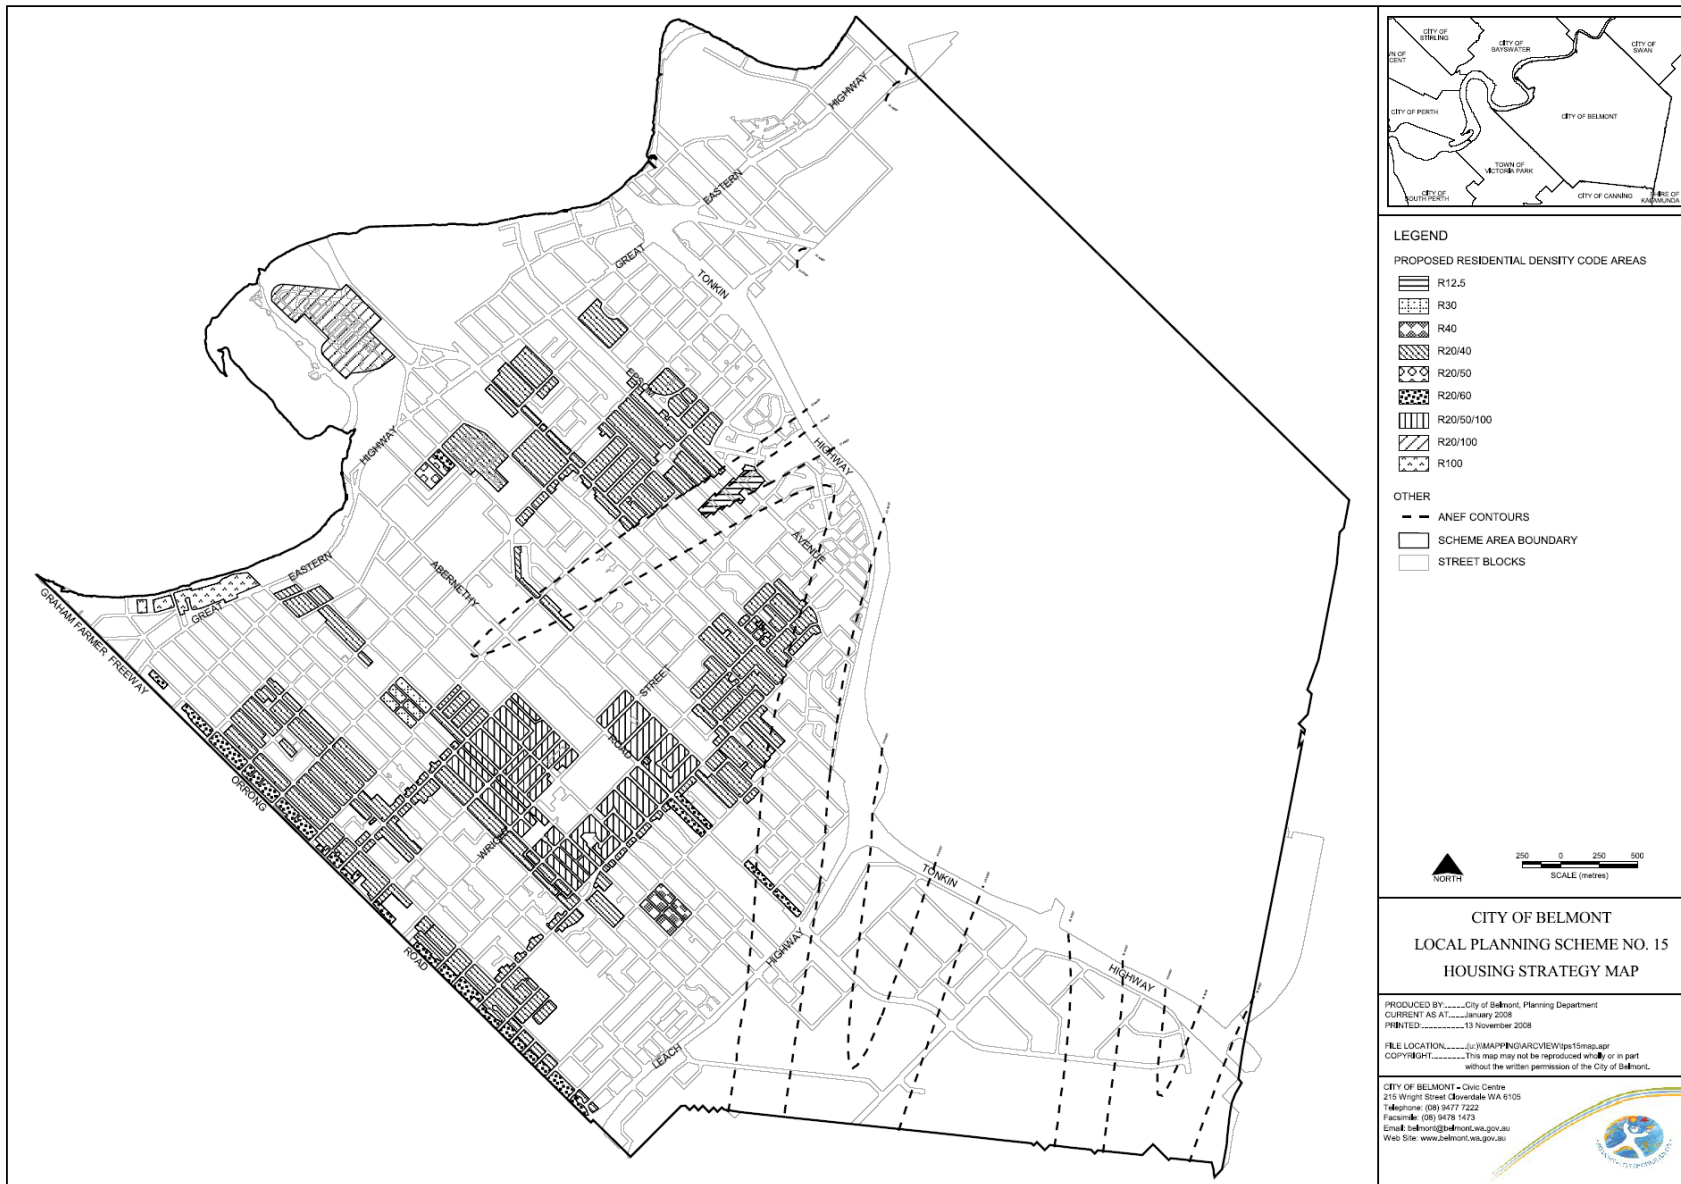 HIGHWAY
EASTERN
GREAT
TONKIN
EPSOM
HIGHWAY
HIGHWAY
AVENUE
ABERNETHY
EASTERN
GREAT
GRAHAM FARMER FREEWAY
STREET
ROAD
ORRONG
ROAD
TONKIN
HIGHWAY
HIGHWAY
LEACH
CITY OF
STIRLING
CITY OF
BAYSWATER
CITY OF
SWAN
CITY OF PERTH
CITY OF BELMONT
TOWN OF
VICTORIA PARK
CITY OF
SOUTH PERTH
CITY OF CANNING
SHIRE OF
KALAMUNDA
LEGEND
PROPOSED RESIDENTIAL DENSITY CODE AREAS
R12.5
R30
R40
R20/40
R20/50
R20/60
R20/50/100
R20/100
R100
OTHER
ANEF CONTOURS
SCHEME AREA BOUNDARY
STREET BLOCKS
NORTH
250 0 250 500
SCALE (metres)
CITY OF BELMONT
LOCAL PLANNING SCHEME NO. 15
HOUSING STRATEGY MAP
PRODUCED BY:......City of Belmont, Planning Department
CURRENT AS AT....January 2008
PRINTED:..........13 November 2008
FILE LOCATION......(u:)\\MAPPING\ARCVIEW\tps15map.apr
COPYRIGHT........This map may not be reproduced wholly or in part
without the written permission of the City of Belmont.
CITY OF BELMONT - Civic Centre
215 Wright Street Cloverdale WA 6105
Telephone: (08) 9477 7222
Facsimile: (08) 9478 1473
Email: belmont@belmont.wa.gov.au
Web Site: www.belmont.wa.gov.au